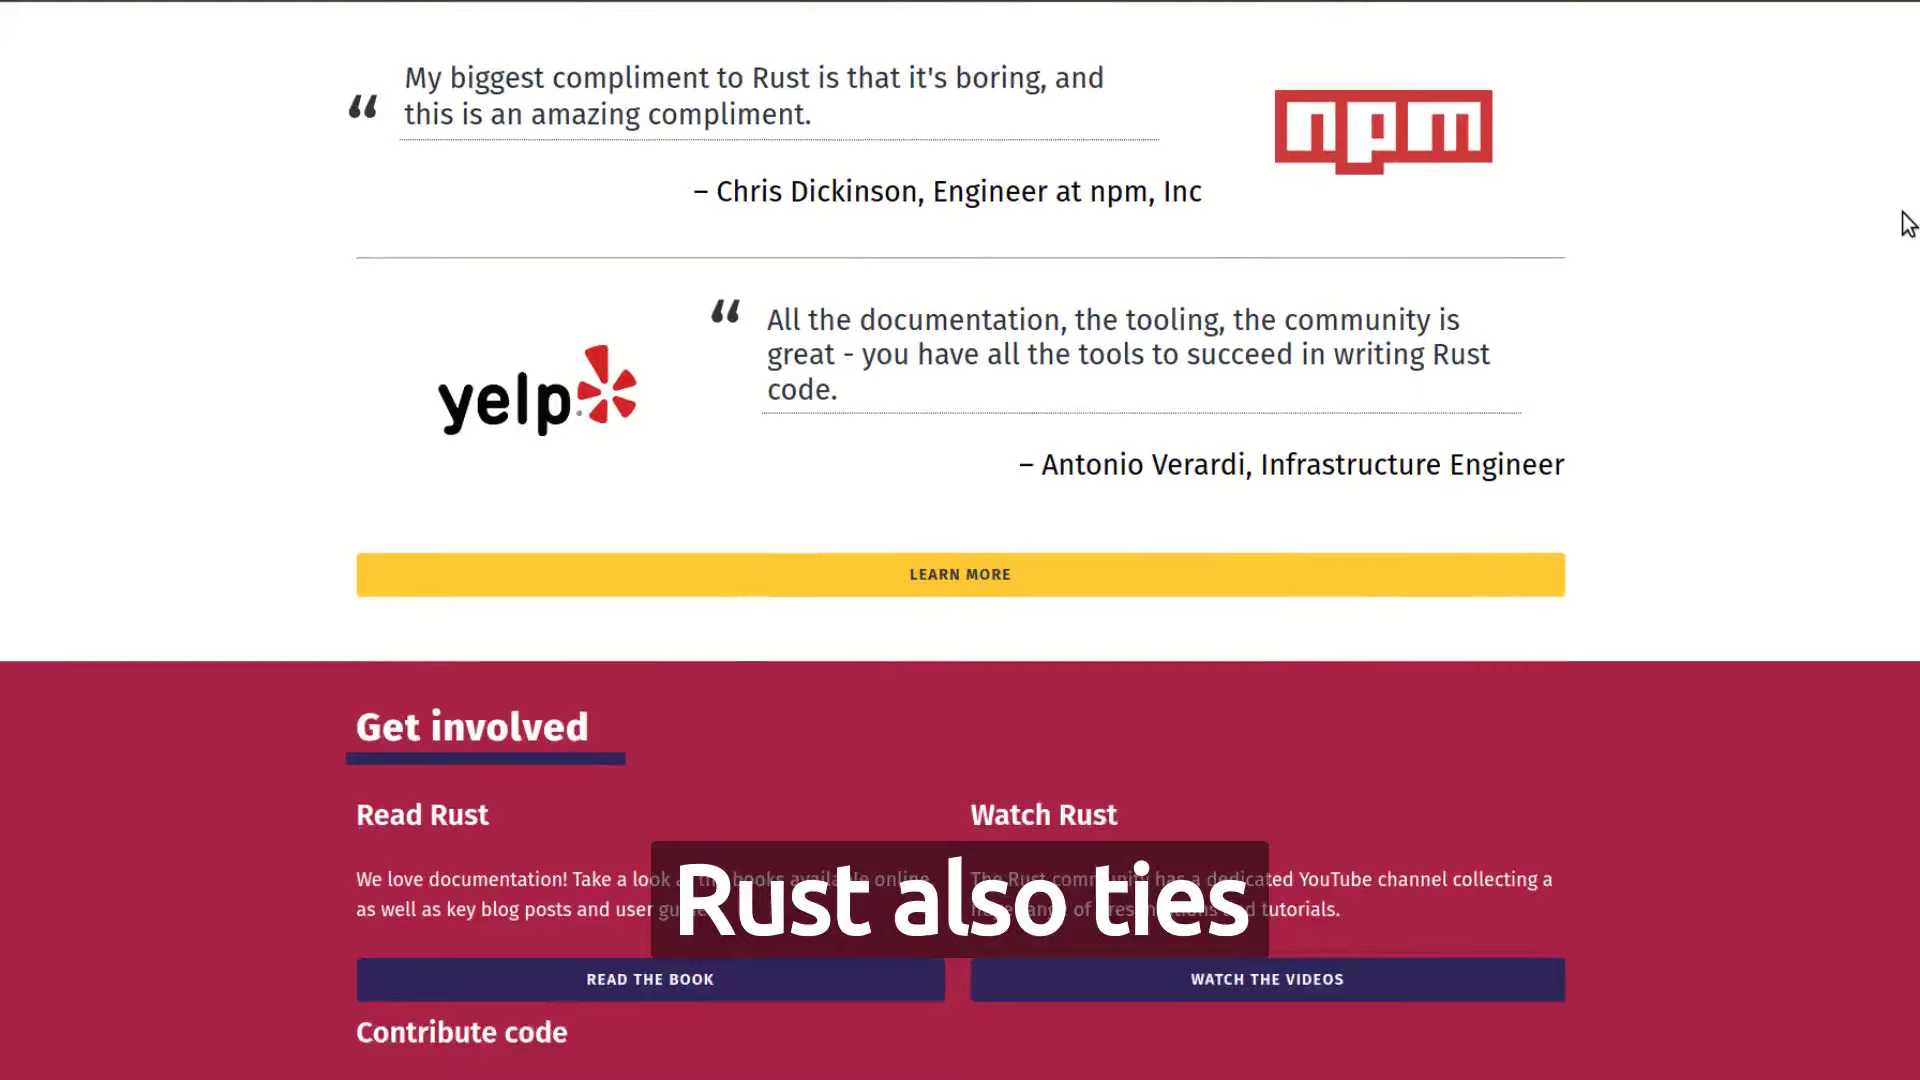 My biggest compliment to Rust is that it's boring, and
this is an amazing compliment.
– Chris Dickinson, Engineer at npm, Inc
npm
yelp
All the documentation, the tooling, the community is
great - you have all the tools to succeed in writing Rust
code.
– Antonio Verardi, Infrastructure Engineer
LEARN MORE
Get involved
Read Rust
We love documentation! Take a look at the books available online,
as well as key blog posts and user
READ THE BOOK
Watch Rust
The Rust community has a dedicated YouTube channel collecting a
of presentations and tutorials.
WATCH THE VIDEOS
Contribute code
Rust also ties